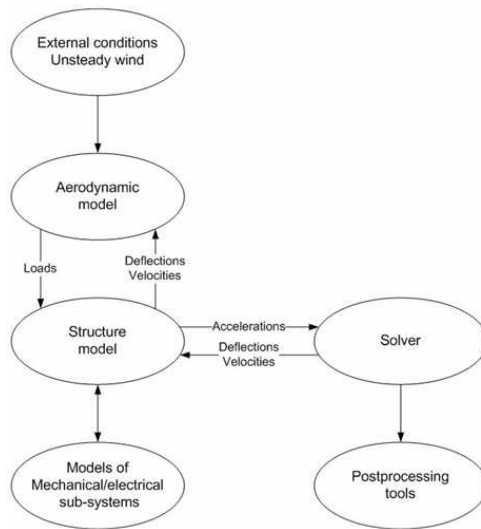 External conditions
Unsteady wind
Aerodynamic
model
Loads
Deflections
Velocities
Structure
model
Accelerations
Deflections
Velocities
Solver
Models of
Mechanical/electrical
sub-systems
Postprocessing
tools